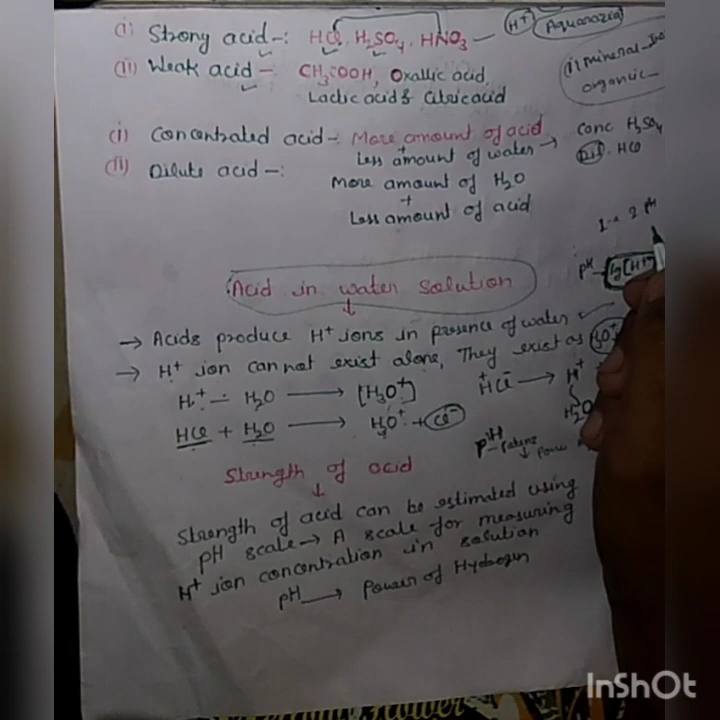 (i) Strong acid -: HCl, H₂SO₄, HNO₃ - H⁺ Aquaregia
(ii) Weak acid - CH₃COOH, Oxallic acid,
Lactic acid & Citric acid
(i) mineral
organic -
(i) Concentrated acid -: More amount of acid
+
Less amount of water → Conc H₂SO₄
Dil. HCl
(ii) Dilute acid -: More amount of H₂O
+
Less amount of acid
pH
Acid in water solution
↓
→ Acids produce H⁺ ions in presence of water
→ H⁺ ion cannot exist alone, They exist as H₃O⁺
H⁺ - H₂O → [H₃O⁺]
HCl → H⁺
H₂O
HCl + H₂O → H₃O⁺ + Cl⁻
pH
Strength of acid
↓
Strength of acid can be estimated using
pH scale → A scale for measuring
H⁺ ion concentration in solution
pH → Power of Hydrogen
InShOt